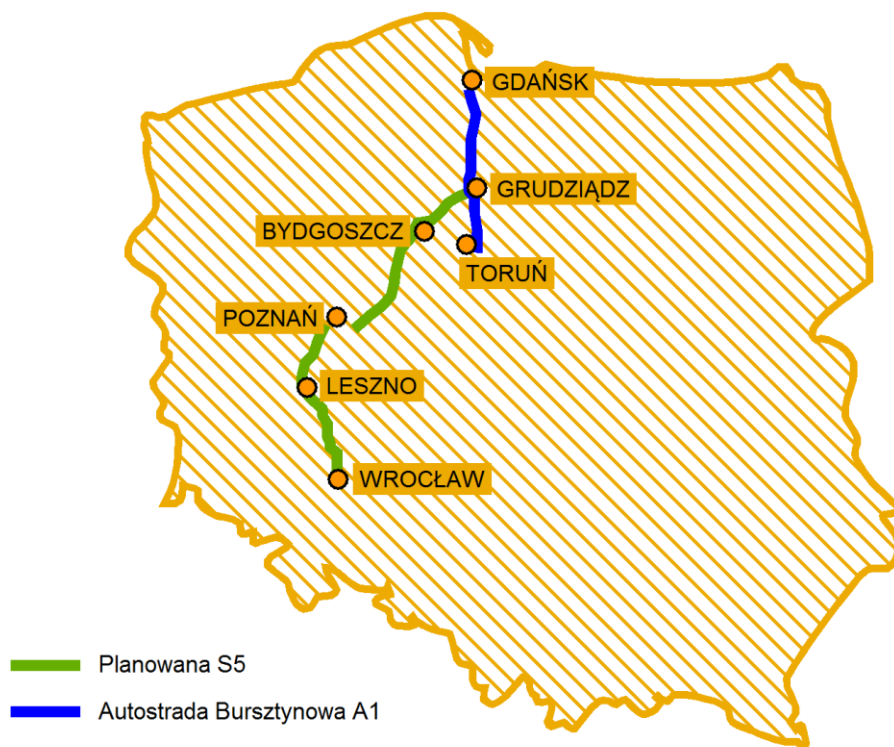 GDAŃSK
GRUDZIĄDZ
BYDGOSZCZ
TORUŃ
POZNAŃ
LESZNO
WROCŁAW
Planowana S5
Autostrada Bursztynowa A1